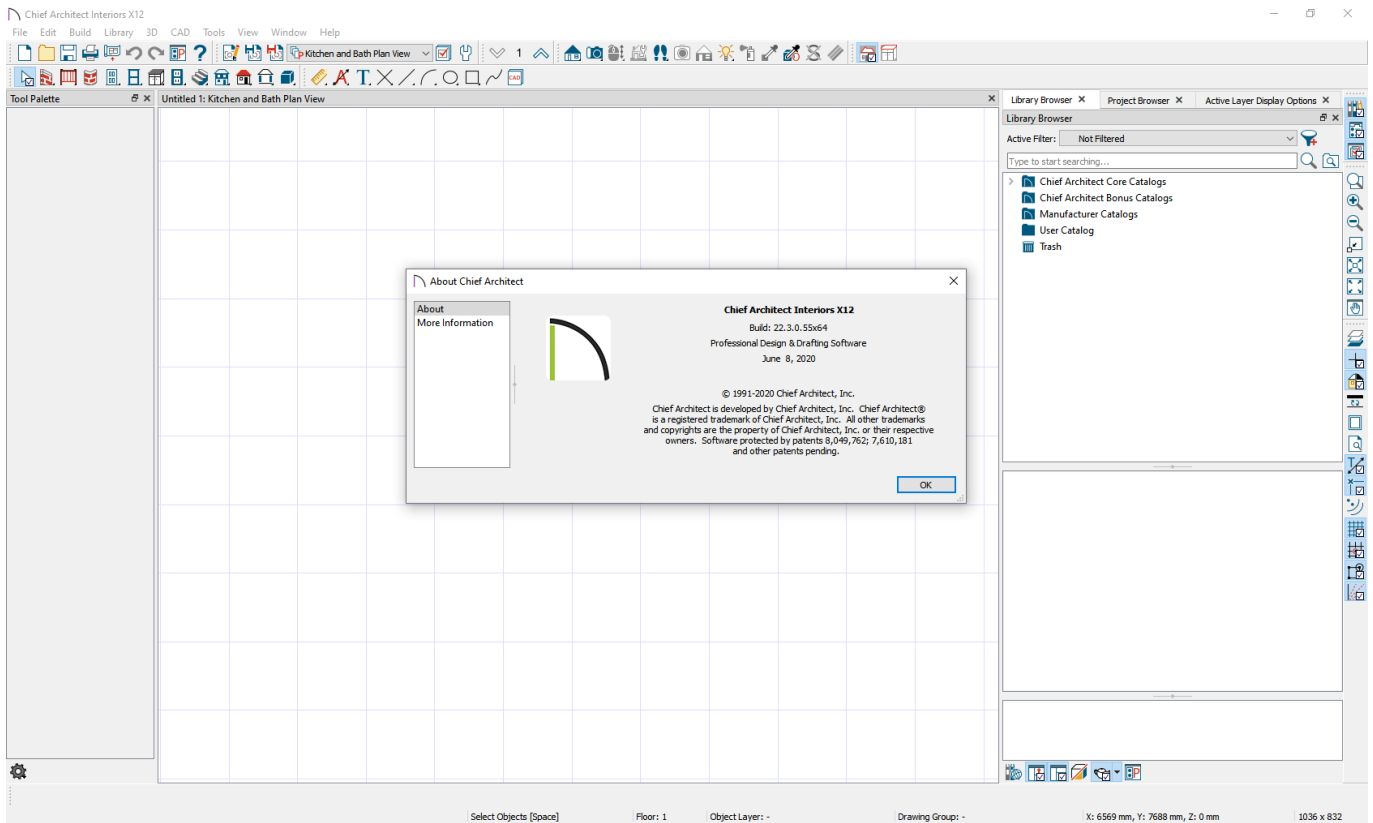 Chief Architect Interiors X12
File Edit Build Library 3D CAD Tools View Window Help
Kitchen and Bath Plan View
1
CAD
Tool Palette
Untitled 1: Kitchen and Bath Plan View
Library Browser Project Browser Active Layer Display Options
Library Browser
Active Filter: Not Filtered
Type to start searching...
Chief Architect Core Catalogs
Chief Architect Bonus Catalogs
Manufacturer Catalogs
User Catalog
Trash
About Chief Architect
About
More Information
Chief Architect Interiors X12
Build: 22.3.0.55x64
Professional Design & Drafting Software
June 8, 2020
© 1991-2020 Chief Architect, Inc.
Chief Architect is developed by Chief Architect, Inc. Chief Architect®
is a registered trademark of Chief Architect, Inc. All other trademarks
and copyrights are the property of Chief Architect, Inc. or their respective
owners. Software protected by patents 8,049,762; 7,610,181
and other patents pending.
OK
Select Objects [Space] Floor: 1 Object Layer: - Drawing Group: - X: 6569 mm, Y: 7688 mm, Z: 0 mm 1036 x 832